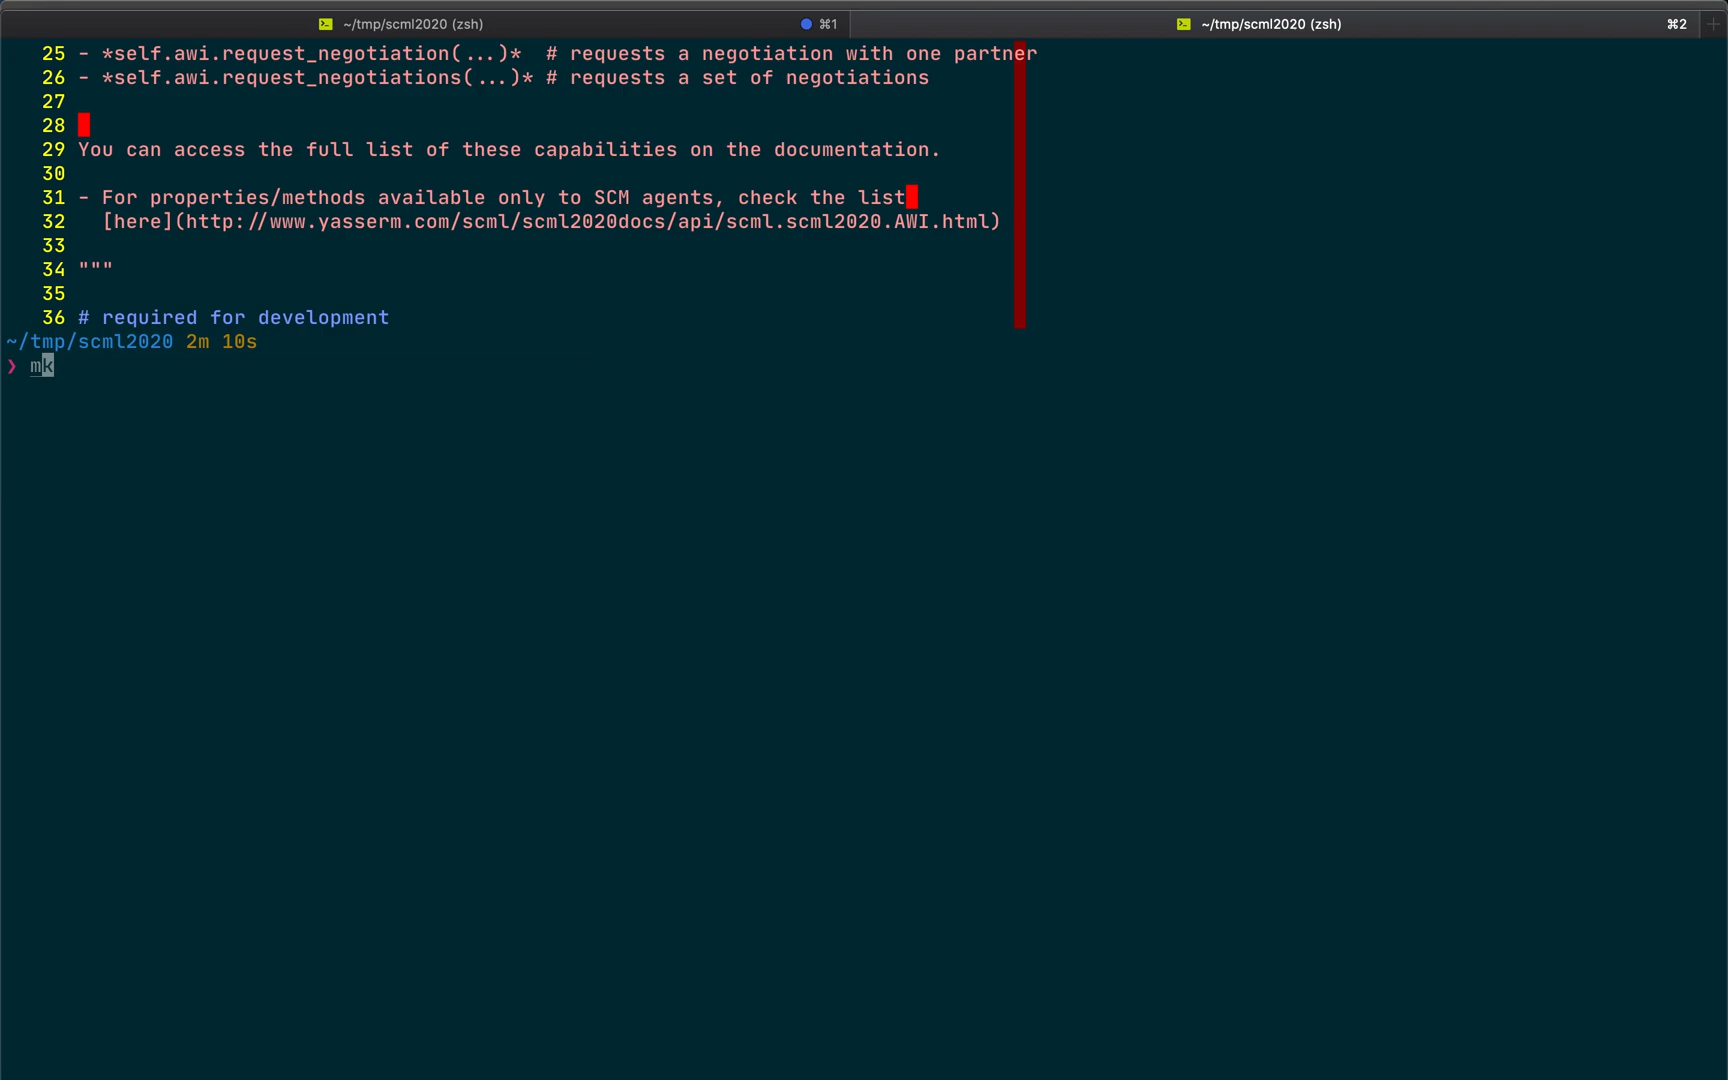 ~/tmp/scml2020 (zsh) ⌘1 ~/tmp/scml2020 (zsh) ⌘2
25 - *self.awi.request_negotiation(...)*  # requests a negotiation with one partner
26 - *self.awi.request_negotiations(...)* # requests a set of negotiations
27
28
29 You can access the full list of these capabilities on the documentation.
30
31 - For properties/methods available only to SCM agents, check the list
32   [here](http://www.yasserm.com/scml/scml2020docs/api/scml.scml2020.AWI.html)
33
34 """
35
36 # required for development
~/tmp/scml2020 2m 10s
❯ mk